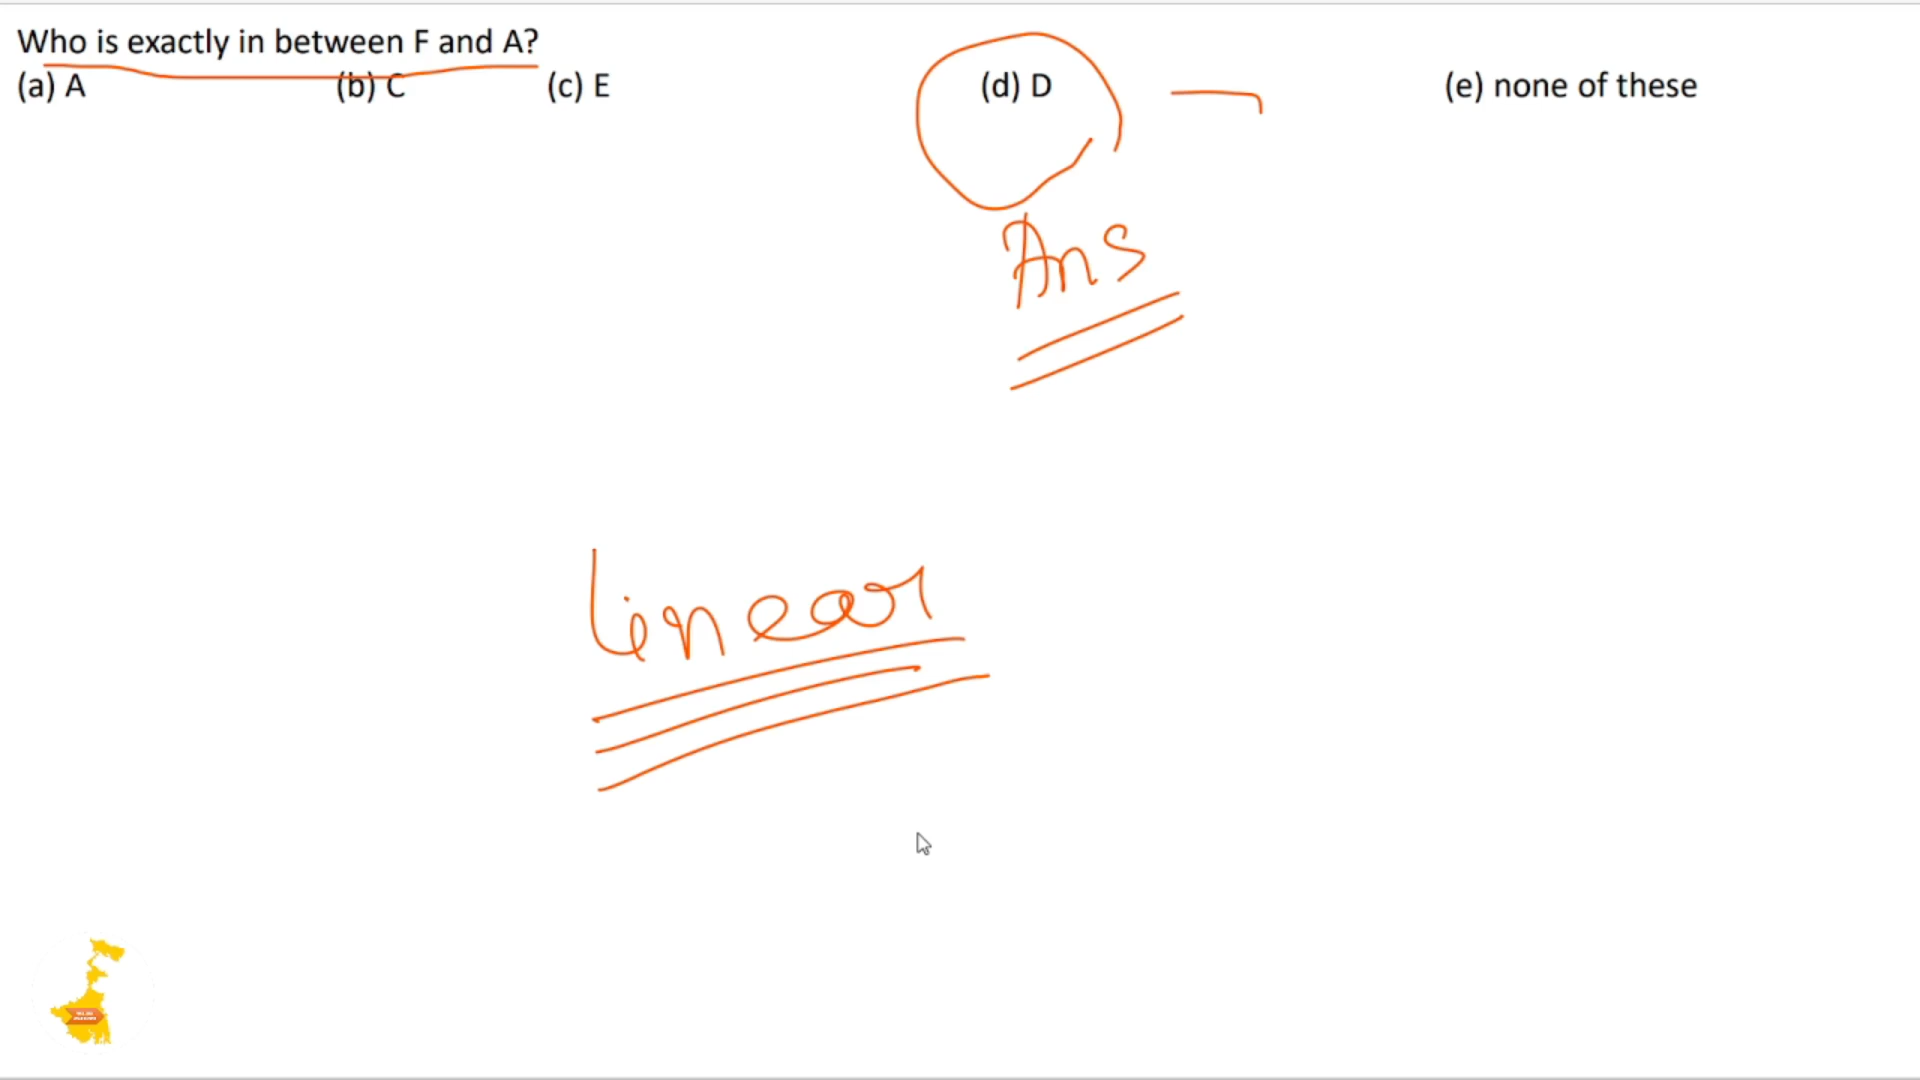 Who is exactly in between F and A?
(a) A (b) C (c) E (d) D (e) none of these
Ans
Linear